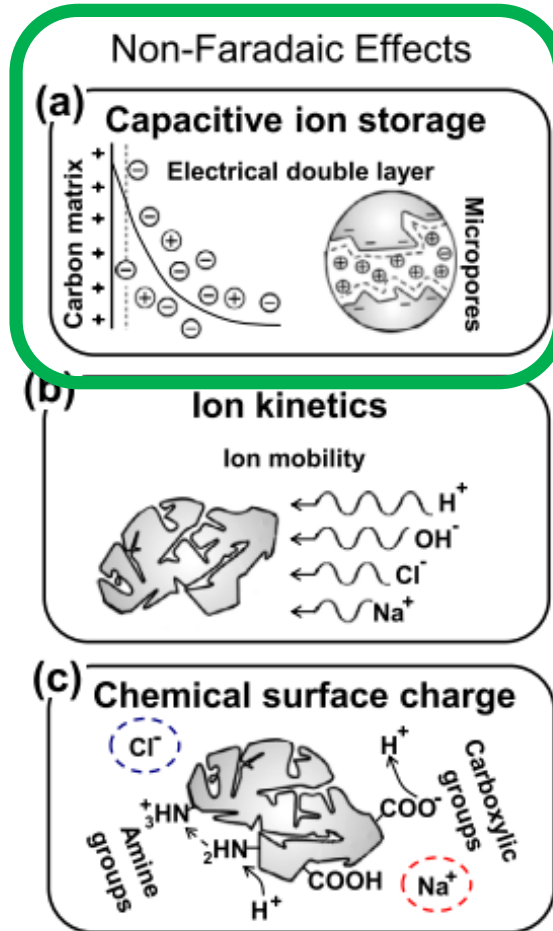 Non-Faradaic Effects
(a)
Capacitive ion storage
Electrical double layer
Carbon matrix
Micropores
(b)
Ion kinetics
Ion mobility
H⁺
OH⁻
Cl⁻
Na⁺
(c)
Chemical surface charge
Cl⁻
H⁺
⁺₃HN
₂HN
COO⁻
COOH
H⁺
Na⁺
Amine
groups
Carboxylic
groups